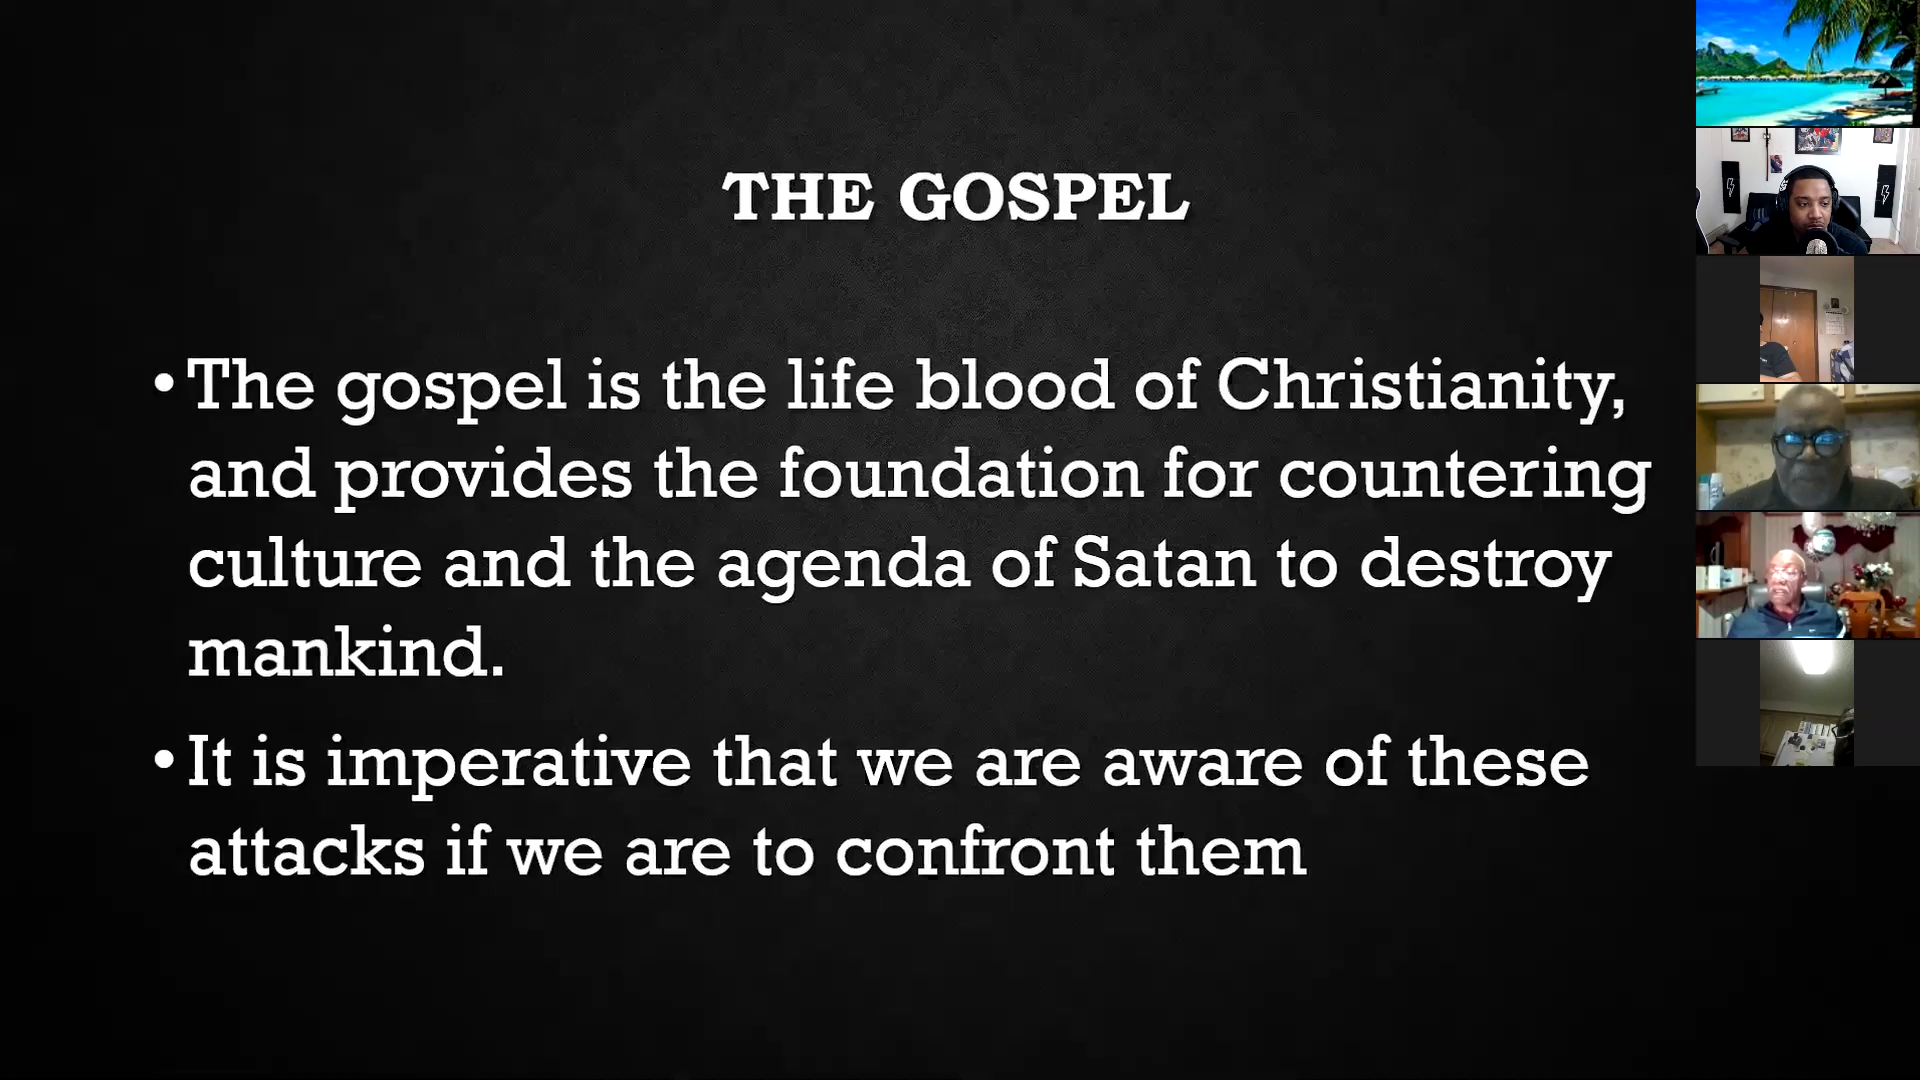 THE GOSPEL
•The gospel is the life blood of Christianity,
and provides the foundation for countering
culture and the agenda of Satan to destroy
mankind.
•It is imperative that we are aware of these
attacks if we are to confront them